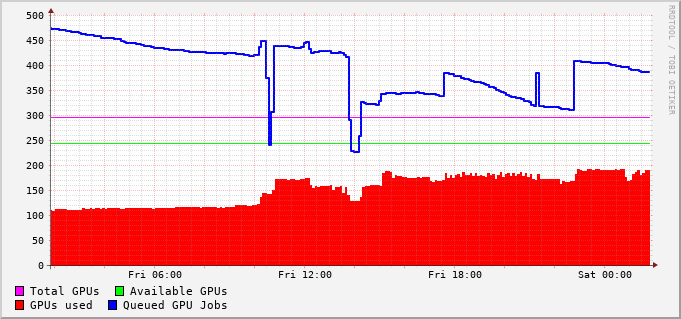 500
450
400
350
300
250
200
150
100
50
0
Fri 06:00 Fri 12:00 Fri 18:00 Sat 00:00
Total GPUs Available GPUs
GPUs used Queued GPU Jobs
RRDTOOL / TOBI OETIKER